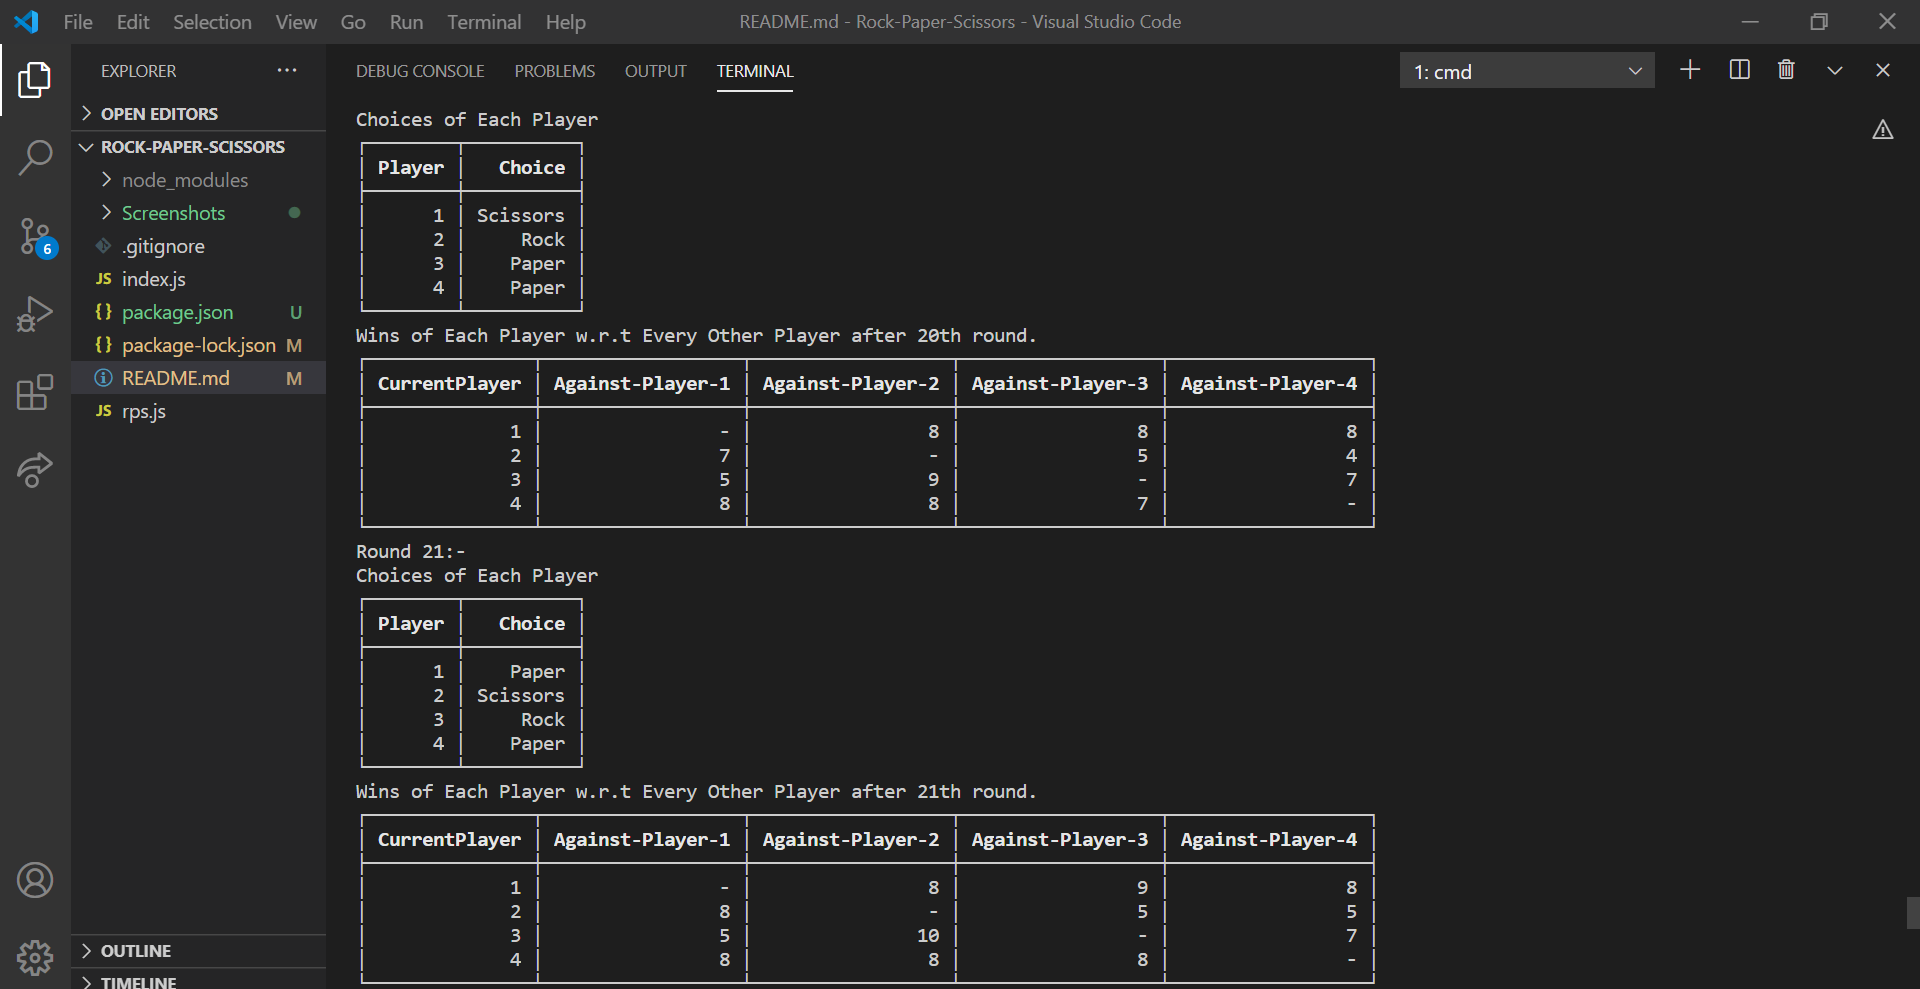 File Edit Selection View Go Run Terminal Help README.md - Rock-Paper-Scissors - Visual Studio Code
EXPLORER ···
OPEN EDITORS
ROCK-PAPER-SCISSORS
node_modules
Screenshots
.gitignore
JS index.js
{} package.json U
{} package-lock.json M
README.md M
JS rps.js
6
OUTLINE
TIMELINE
DEBUG CONSOLE PROBLEMS OUTPUT TERMINAL 1: cmd
Choices of Each Player
Player Choice
1 Scissors
2 Rock
3 Paper
4 Paper
Wins of Each Player w.r.t Every Other Player after 20th round.
CurrentPlayer Against-Player-1 Against-Player-2 Against-Player-3 Against-Player-4
1 - 8 8 8
2 7 - 5 4
3 5 9 - 7
4 8 8 7 -
Round 21:-
Choices of Each Player
Player Choice
1 Paper
2 Scissors
3 Rock
4 Paper
Wins of Each Player w.r.t Every Other Player after 21th round.
CurrentPlayer Against-Player-1 Against-Player-2 Against-Player-3 Against-Player-4
1 - 8 9 8
2 8 - 5 5
3 5 10 - 7
4 8 8 8 -